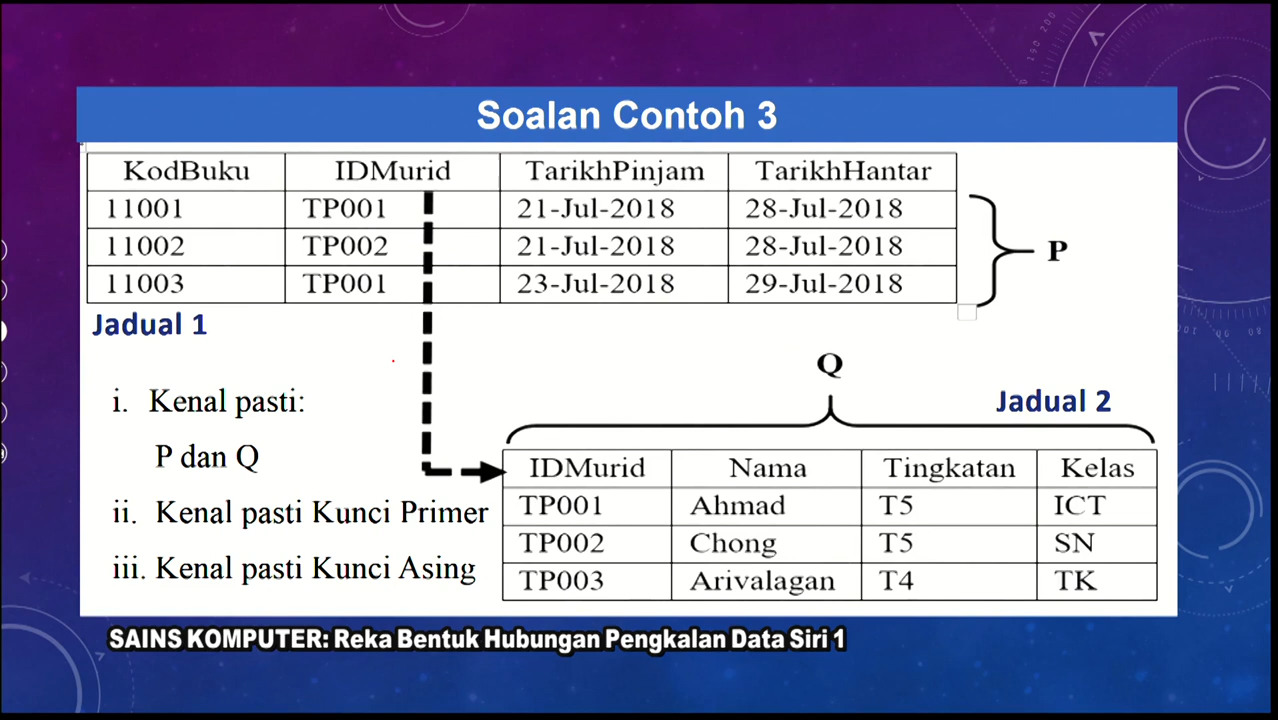 Soalan Contoh 3
KodBuku IDMurid TarikhPinjam TarikhHantar
11001 TP001 21-Jul-2018 28-Jul-2018
11002 TP002 21-Jul-2018 28-Jul-2018
11003 TP001 23-Jul-2018 29-Jul-2018
P
Jadual 1
Q
Jadual 2
i. Kenal pasti:
P dan Q
ii. Kenal pasti Kunci Primer
iii. Kenal pasti Kunci Asing
IDMurid Nama Tingkatan Kelas
TP001 Ahmad T5 ICT
TP002 Chong T5 SN
TP003 Arivalagan T4 TK
SAINS KOMPUTER: Reka Bentuk Hubungan Pengkalan Data Siri 1